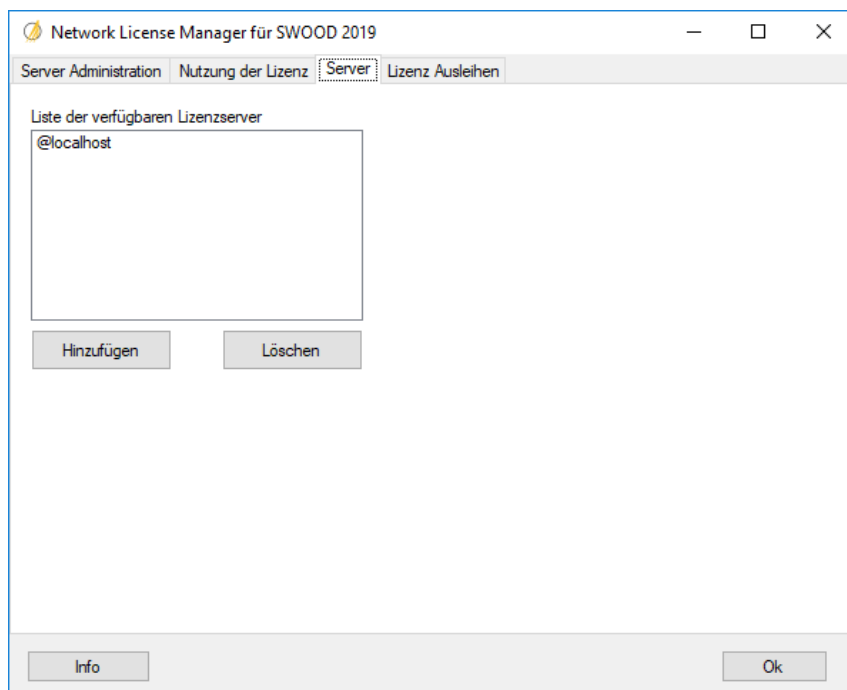 Network License Manager für SWOOD 2019
Server Administration Nutzung der Lizenz Server Lizenz Ausleihen
Liste der verfügbaren Lizenzserver
@localhost
Hinzufügen Löschen
Info Ok